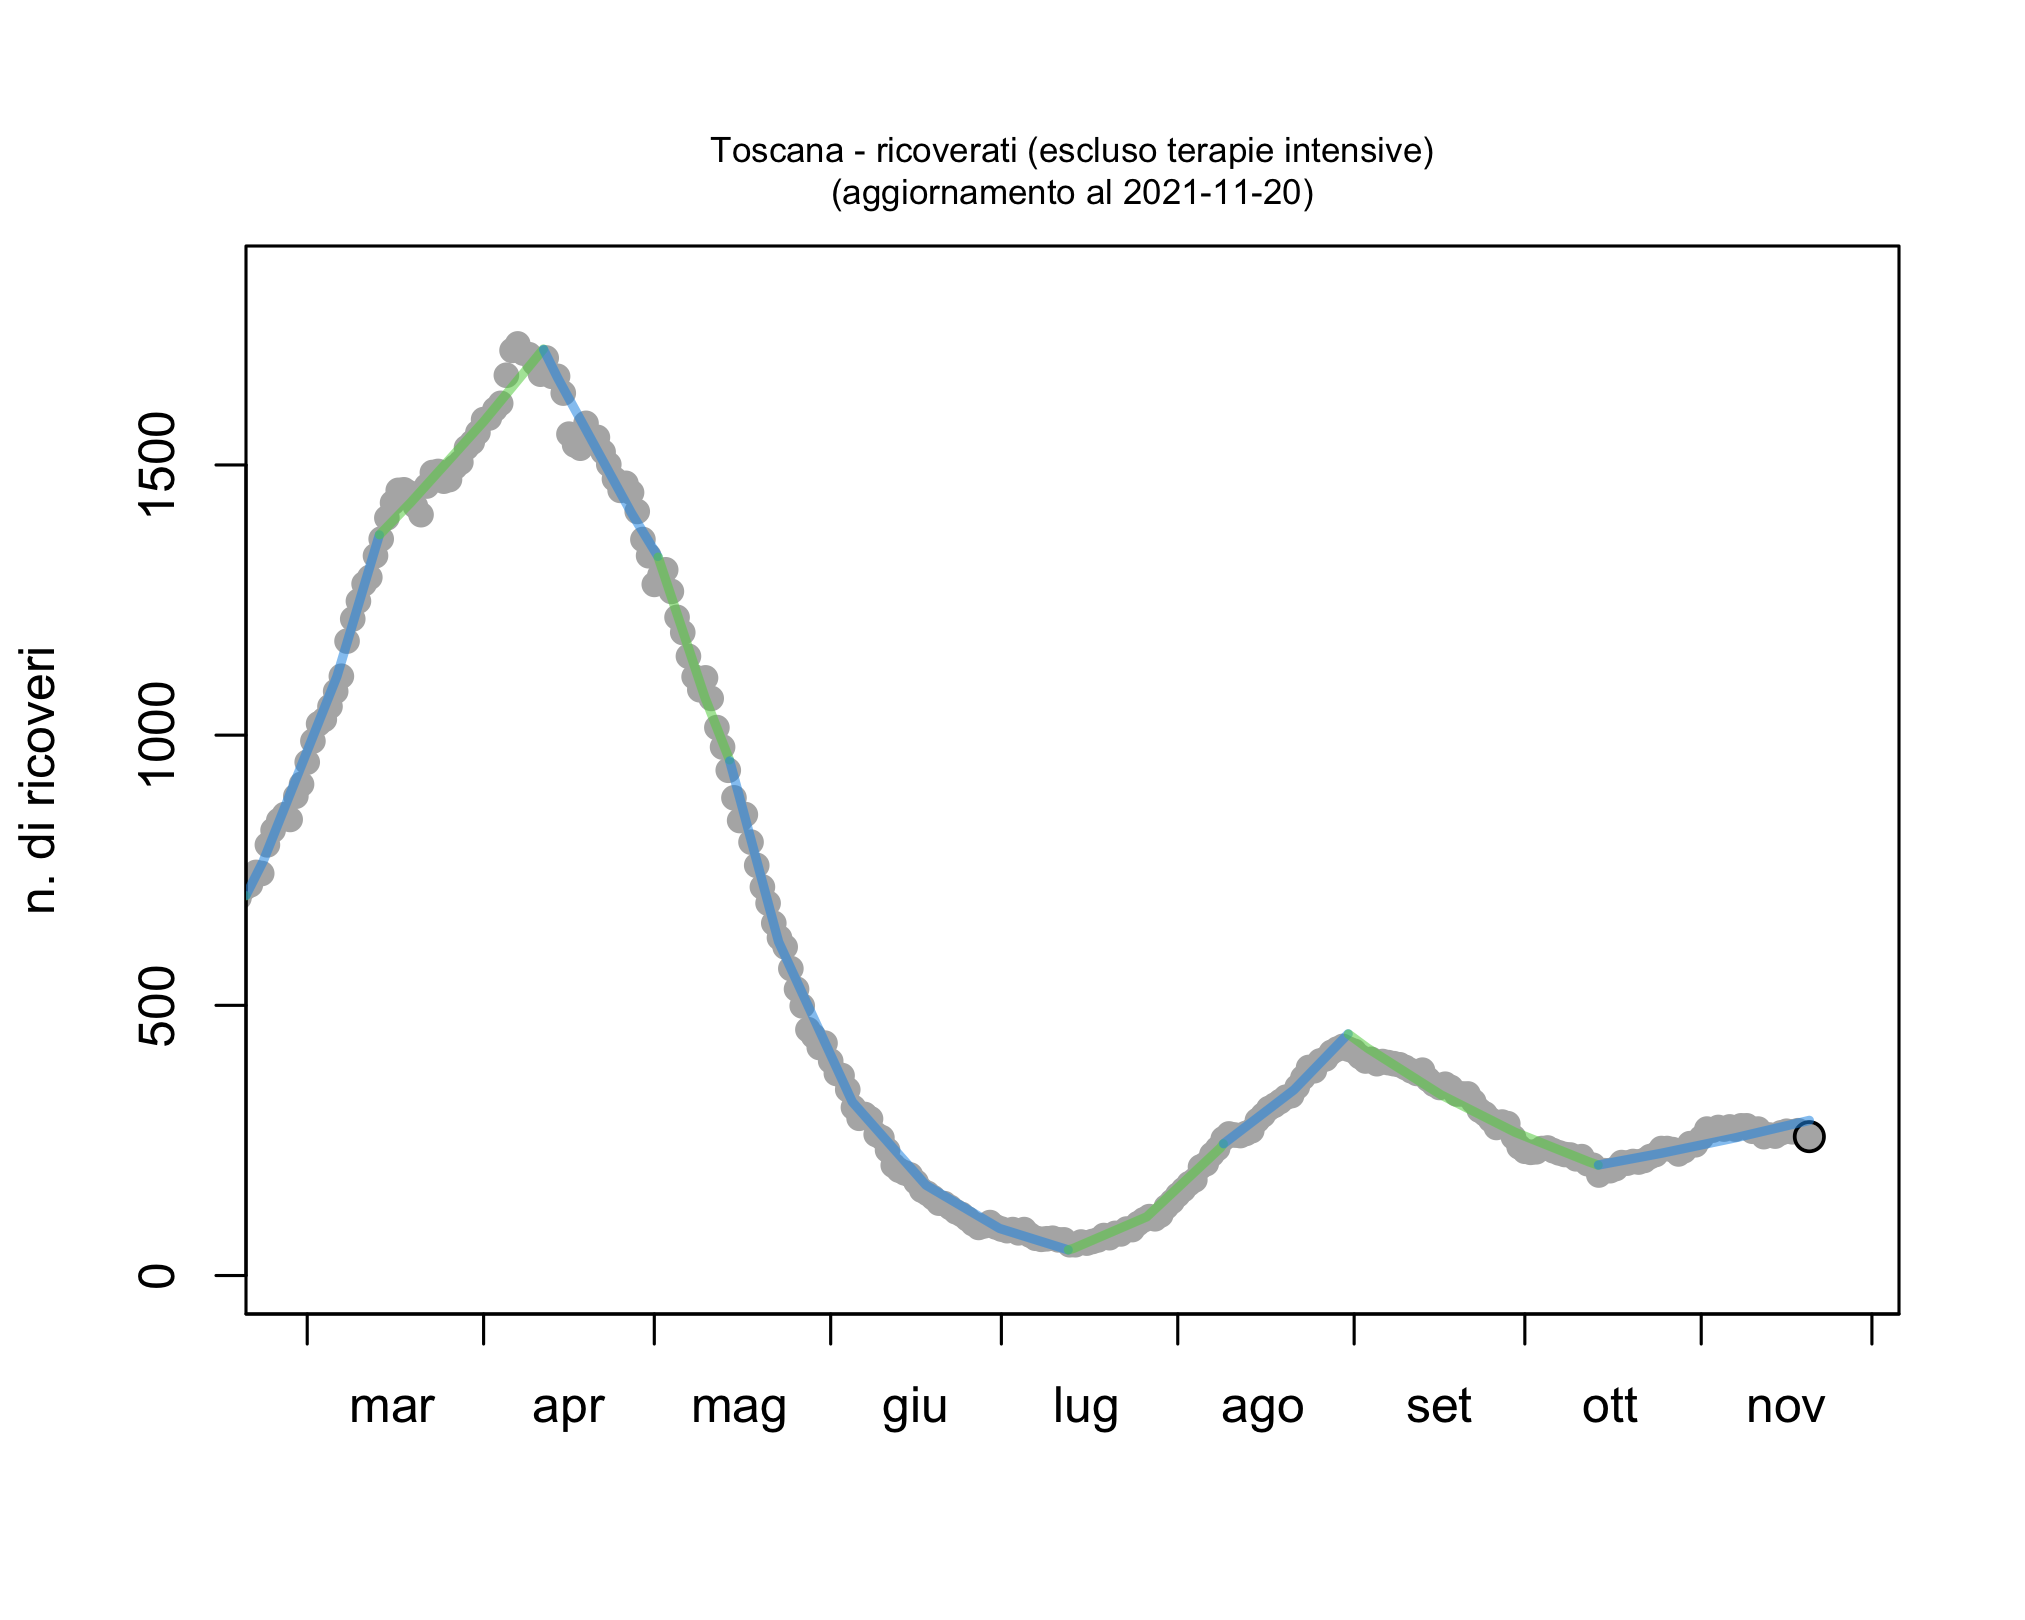 Toscana - ricoverati (escluso terapie intensive)
(aggiornamento al 2021-11-20)
n. di ricoveri
1500
1000
500
0
mar apr mag giu lug ago set ott nov